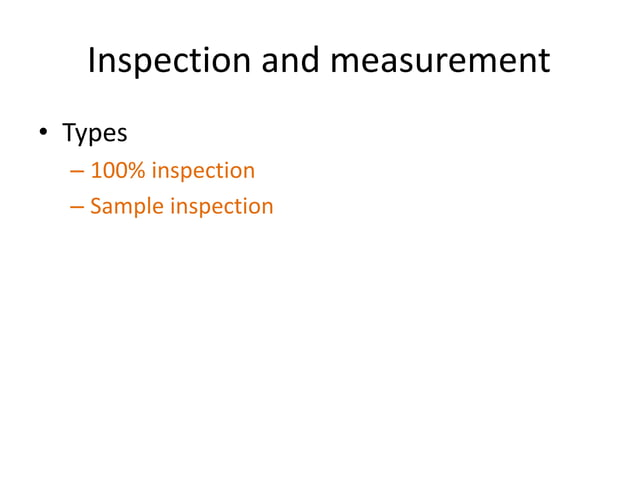 Inspection and measurement
• Types
– 100% inspection
– Sample inspection